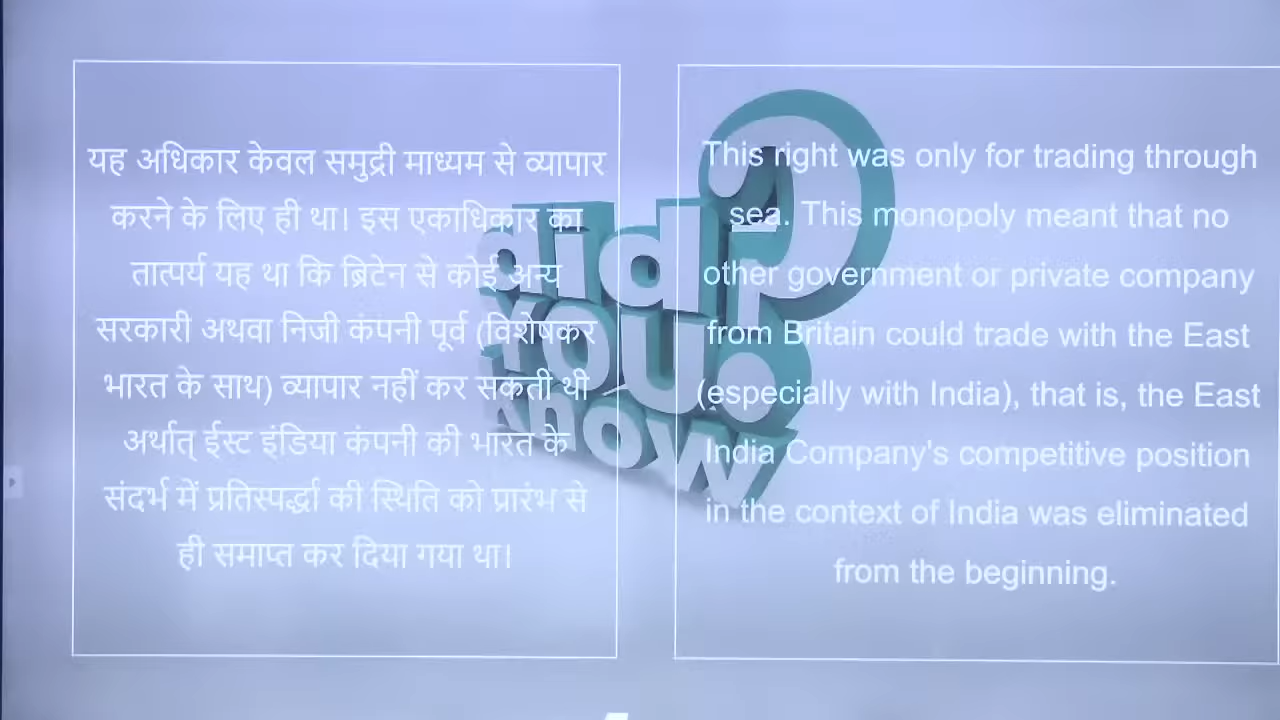 यह अधिकार केवल समुद्री माध्यम से व्यापार
करने के लिए ही था। इस एकाधिकार का
तात्पर्य यह था कि ब्रिटेन से कोई अन्य
सरकारी अथवा निजी कंपनी पूर्व (विशेषकर
भारत के साथ) व्यापार नहीं कर सकती थी
अर्थात् ईस्ट इंडिया कंपनी की भारत के
संदर्भ में प्रतिस्पर्द्धा की स्थिति को प्रारंभ से
ही समाप्त कर दिया गया था।
did
YOU
know
?
This right was only for trading through
sea. This monopoly meant that no
other government or private company
from Britain could trade with the East
(especially with India), that is, the East
India Company's competitive position
in the context of India was eliminated
from the beginning.